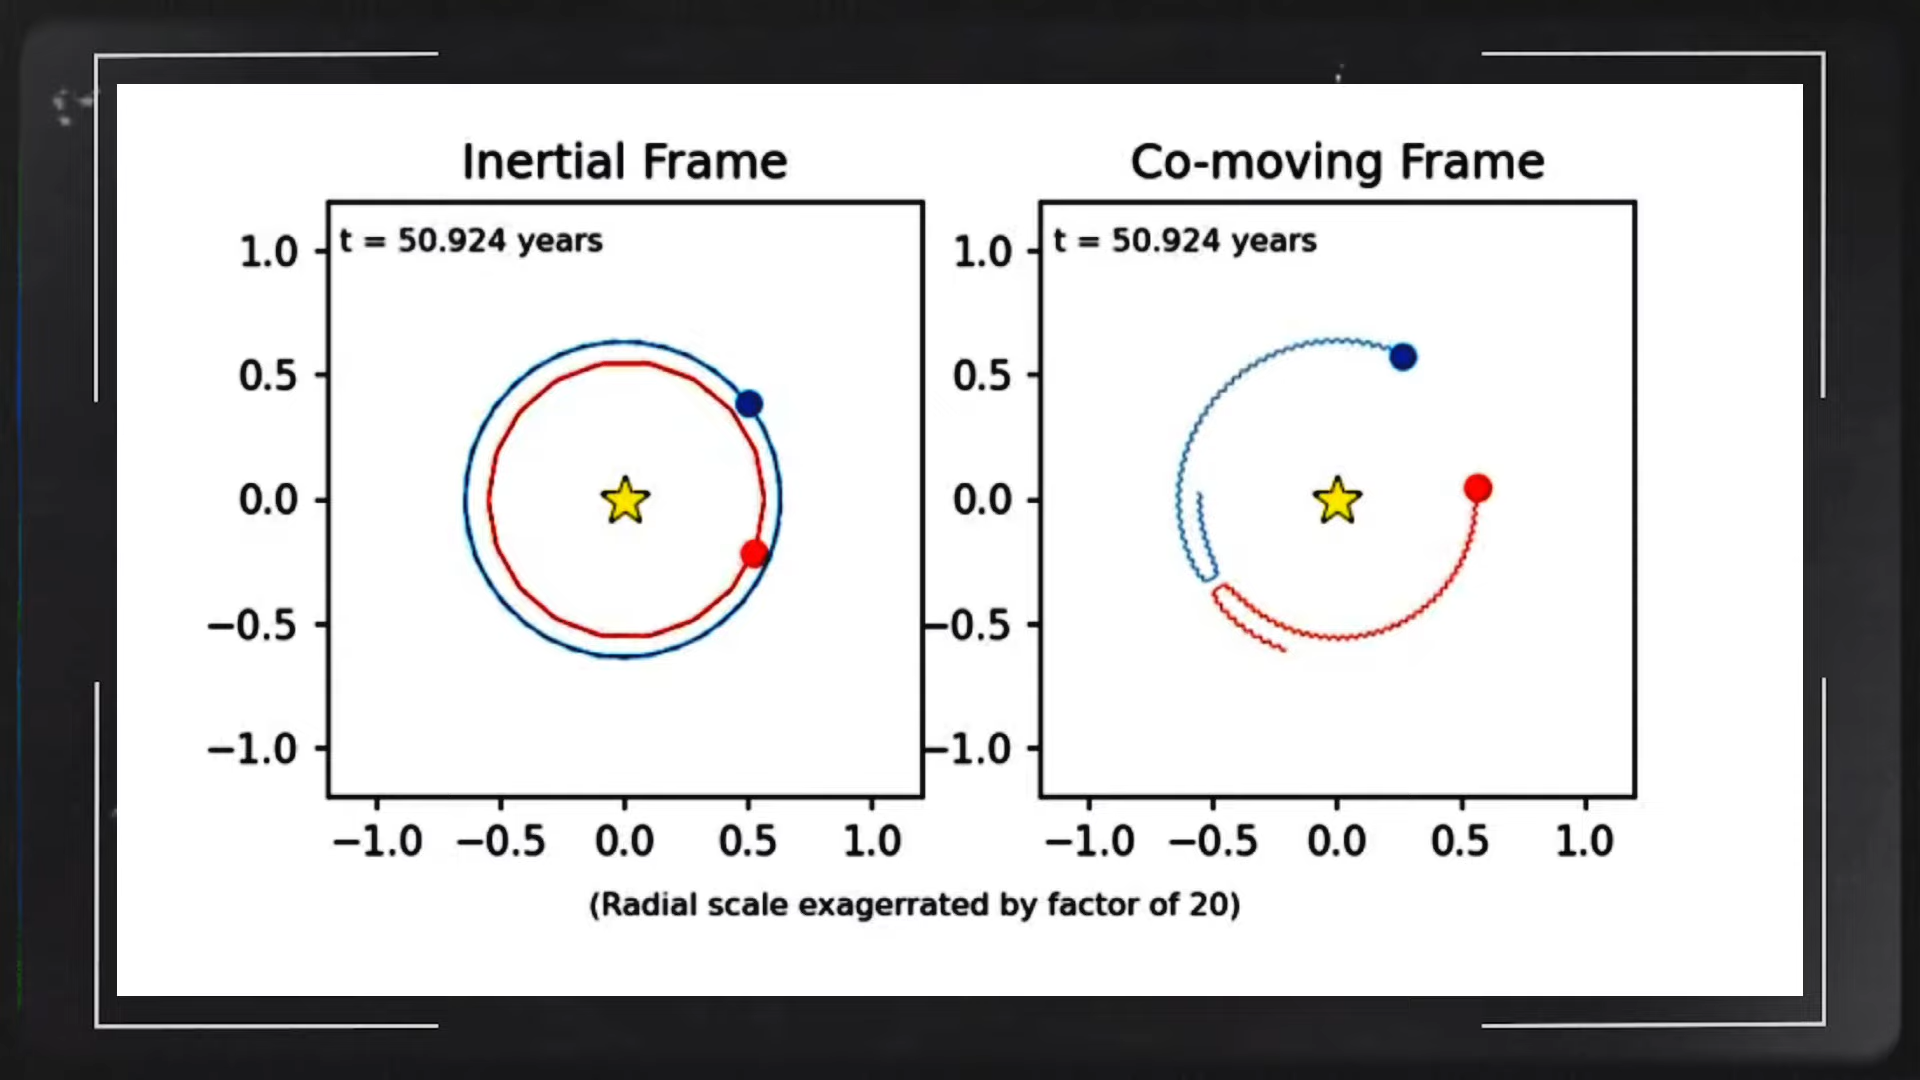 Inertial Frame
Co-moving Frame
t = 50.924 years
t = 50.924 years
1.0
0.5
0.0
−0.5
−1.0
1.0
0.5
0.0
−0.5
−1.0
−1.0 −0.5 0.0 0.5 1.0
−1.0 −0.5 0.0 0.5 1.0
(Radial scale exagerrated by factor of 20)